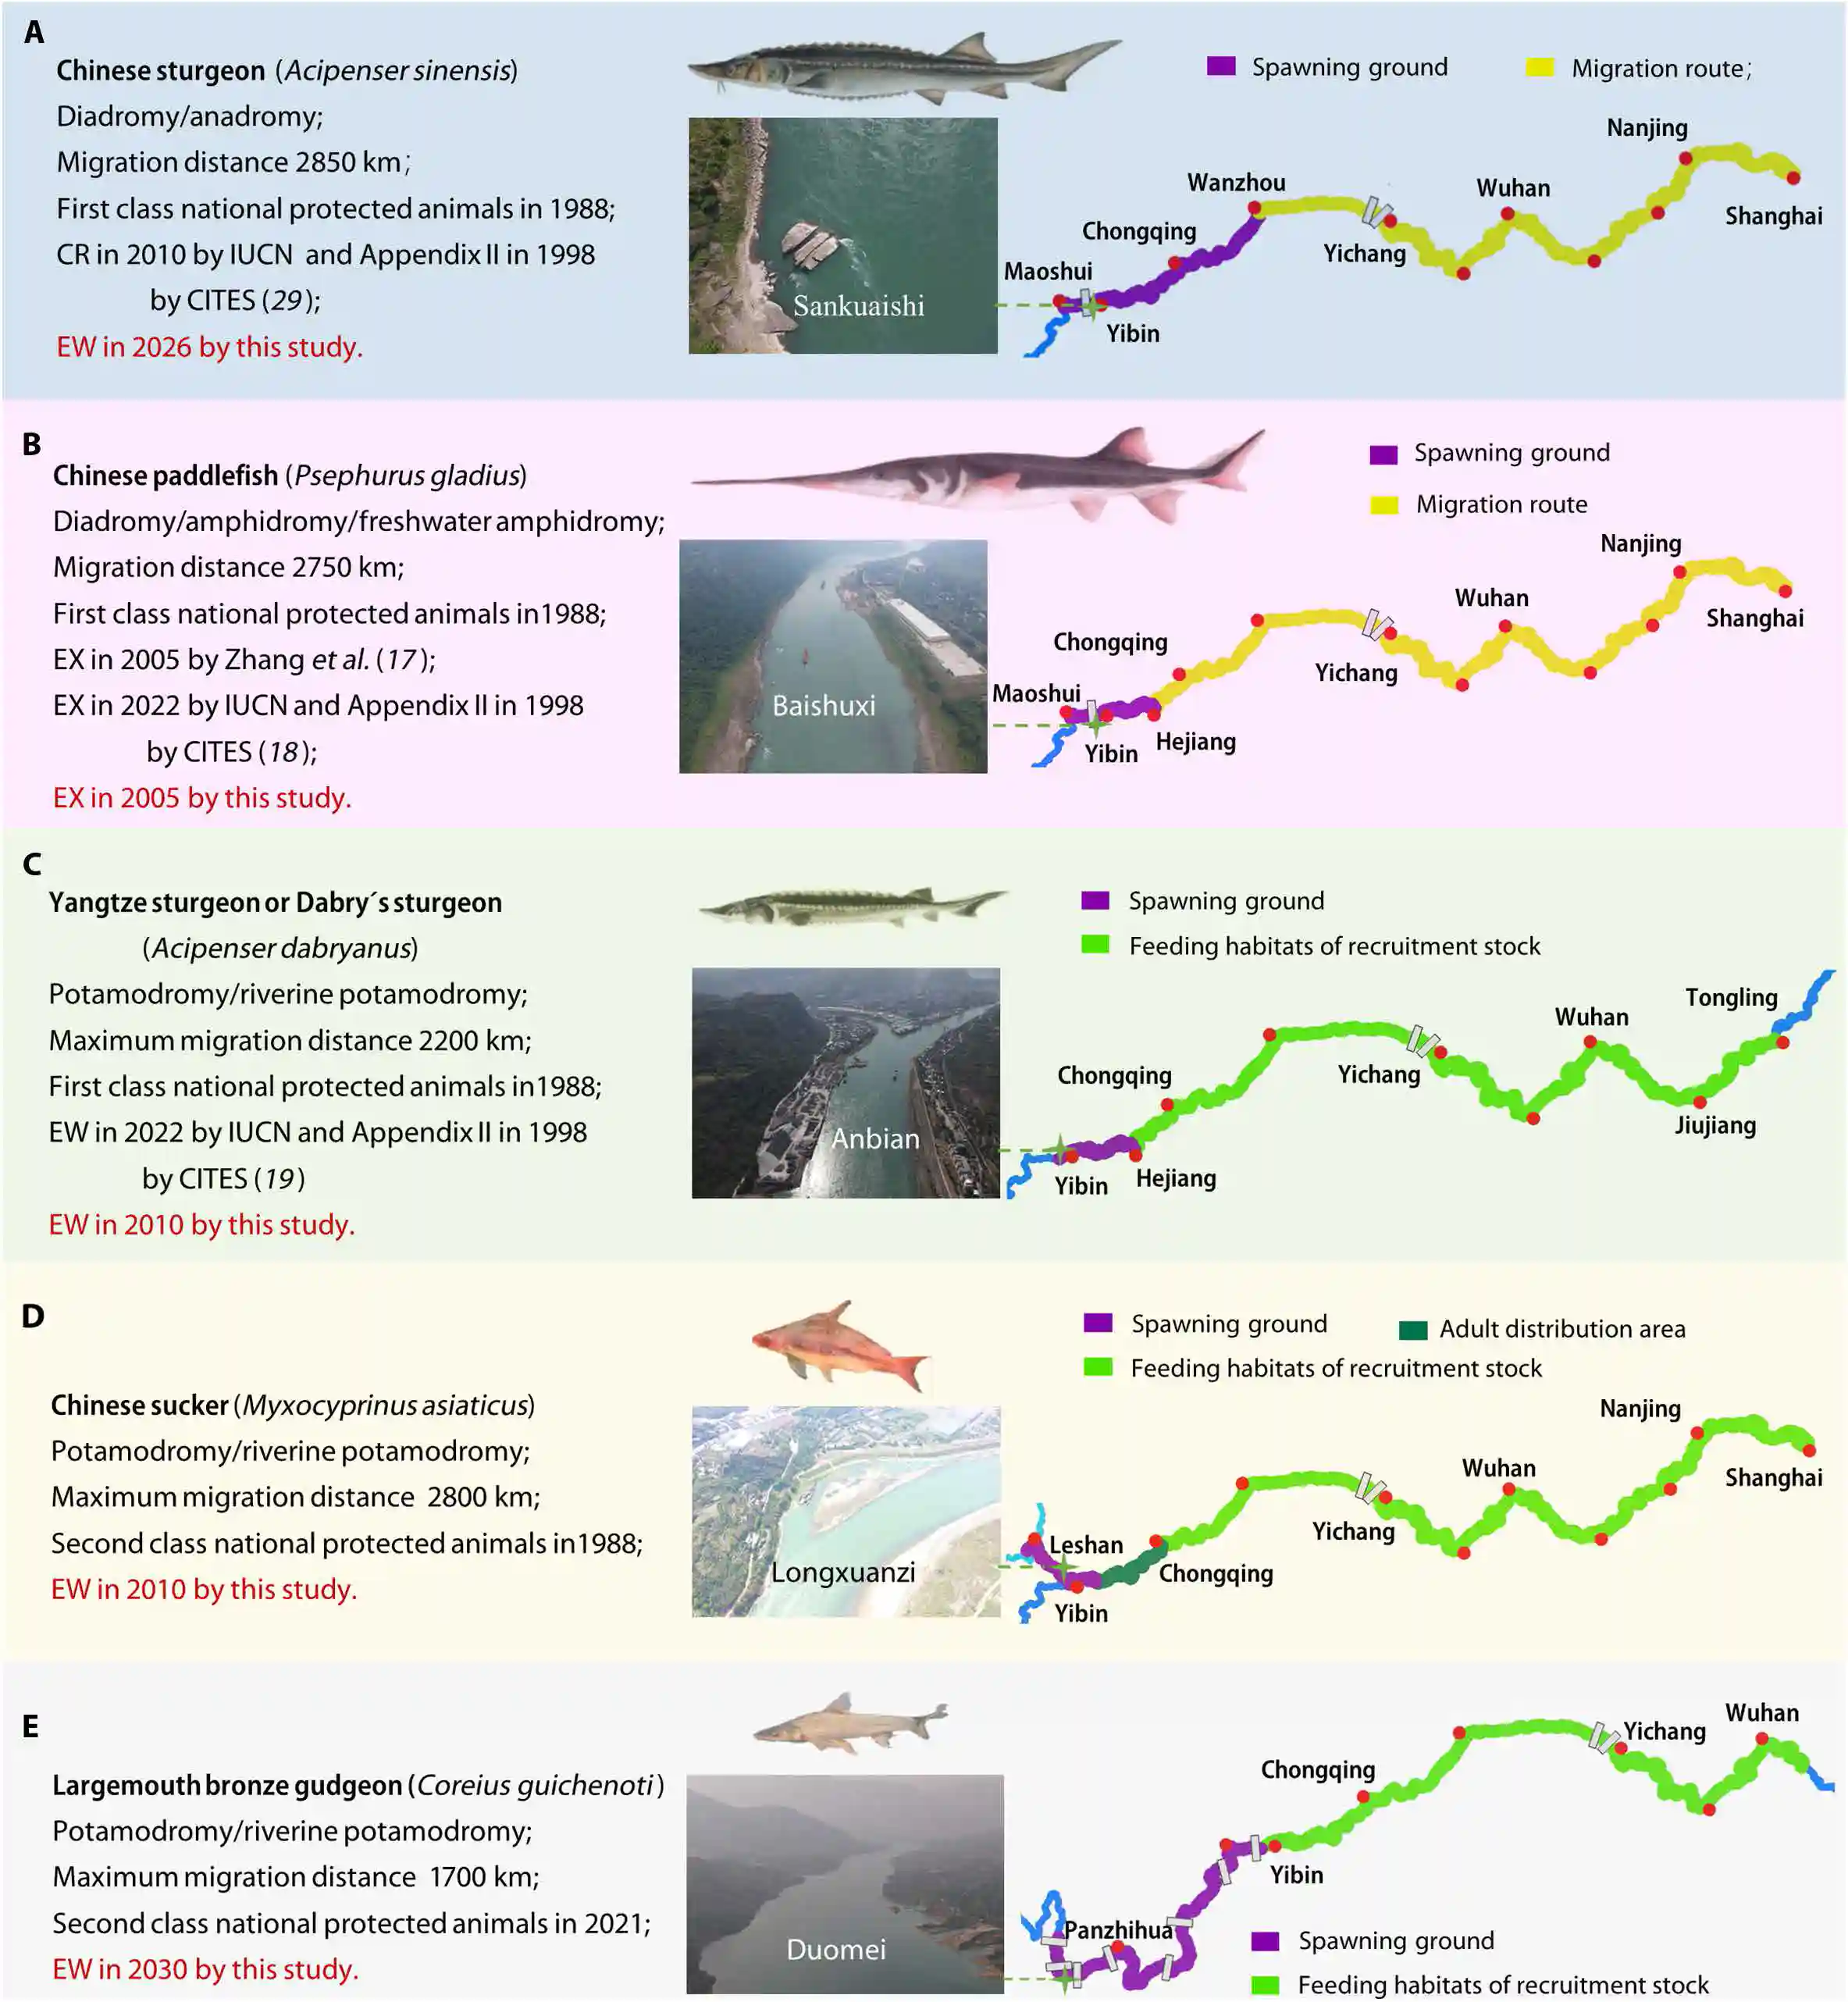 A
Chinese sturgeon (Acipenser sinensis)
Diadromy/anadromy;
Migration distance 2850 km;
First class national protected animals in 1988;
CR in 2010 by IUCN and Appendix II in 1998
by CITES (29);
EW in 2026 by this study.
Sankuaishi
Spawning ground
Migration route;
Nanjing
Wanzhou
Wuhan
Shanghai
Chongqing
Yichang
Maoshui
Yibin
B
Chinese paddlefish (Psephurus gladius)
Diadromy/amphidromy/freshwater amphidromy;
Migration distance 2750 km;
First class national protected animals in1988;
EX in 2005 by Zhang et al. (17);
EX in 2022 by IUCN and Appendix II in 1998
by CITES (18);
EX in 2005 by this study.
Baishuxi
Spawning ground
Migration route
Nanjing
Wuhan
Shanghai
Chongqing
Yichang
Maoshui
Yibin
Hejiang
C
Yangtze sturgeon or Dabry´s sturgeon
(Acipenser dabryanus)
Potamodromy/riverine potamodromy;
Maximum migration distance 2200 km;
First class national protected animals in1988;
EW in 2022 by IUCN and Appendix II in 1998
by CITES (19)
EW in 2010 by this study.
Anbian
Spawning ground
Feeding habitats of recruitment stock
Tongling
Wuhan
Chongqing
Yichang
Jiujiang
Yibin
Hejiang
D
Chinese sucker (Myxocyprinus asiaticus)
Potamodromy/riverine potamodromy;
Maximum migration distance 2800 km;
Second class national protected animals in1988;
EW in 2010 by this study.
Longxuanzi
Spawning ground
Adult distribution area
Feeding habitats of recruitment stock
Nanjing
Wuhan
Shanghai
Yichang
Leshan
Chongqing
Yibin
E
Largemouth bronze gudgeon (Coreius guichenoti)
Potamodromy/riverine potamodromy;
Maximum migration distance 1700 km;
Second class national protected animals in 2021;
EW in 2030 by this study.
Duomei
Wuhan
Yichang
Chongqing
Yibin
Panzhihua
Spawning ground
Feeding habitats of recruitment stock